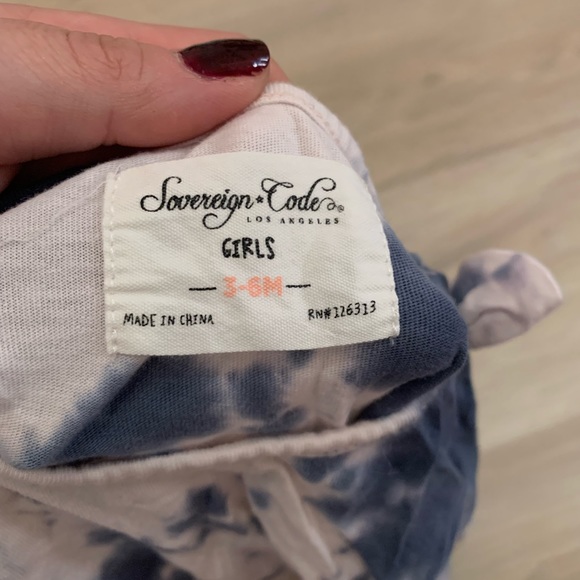 Sovereign ★ Code ®
LOS ANGELES
GIRLS
— 3-6M —
MADE IN CHINA RN#126313